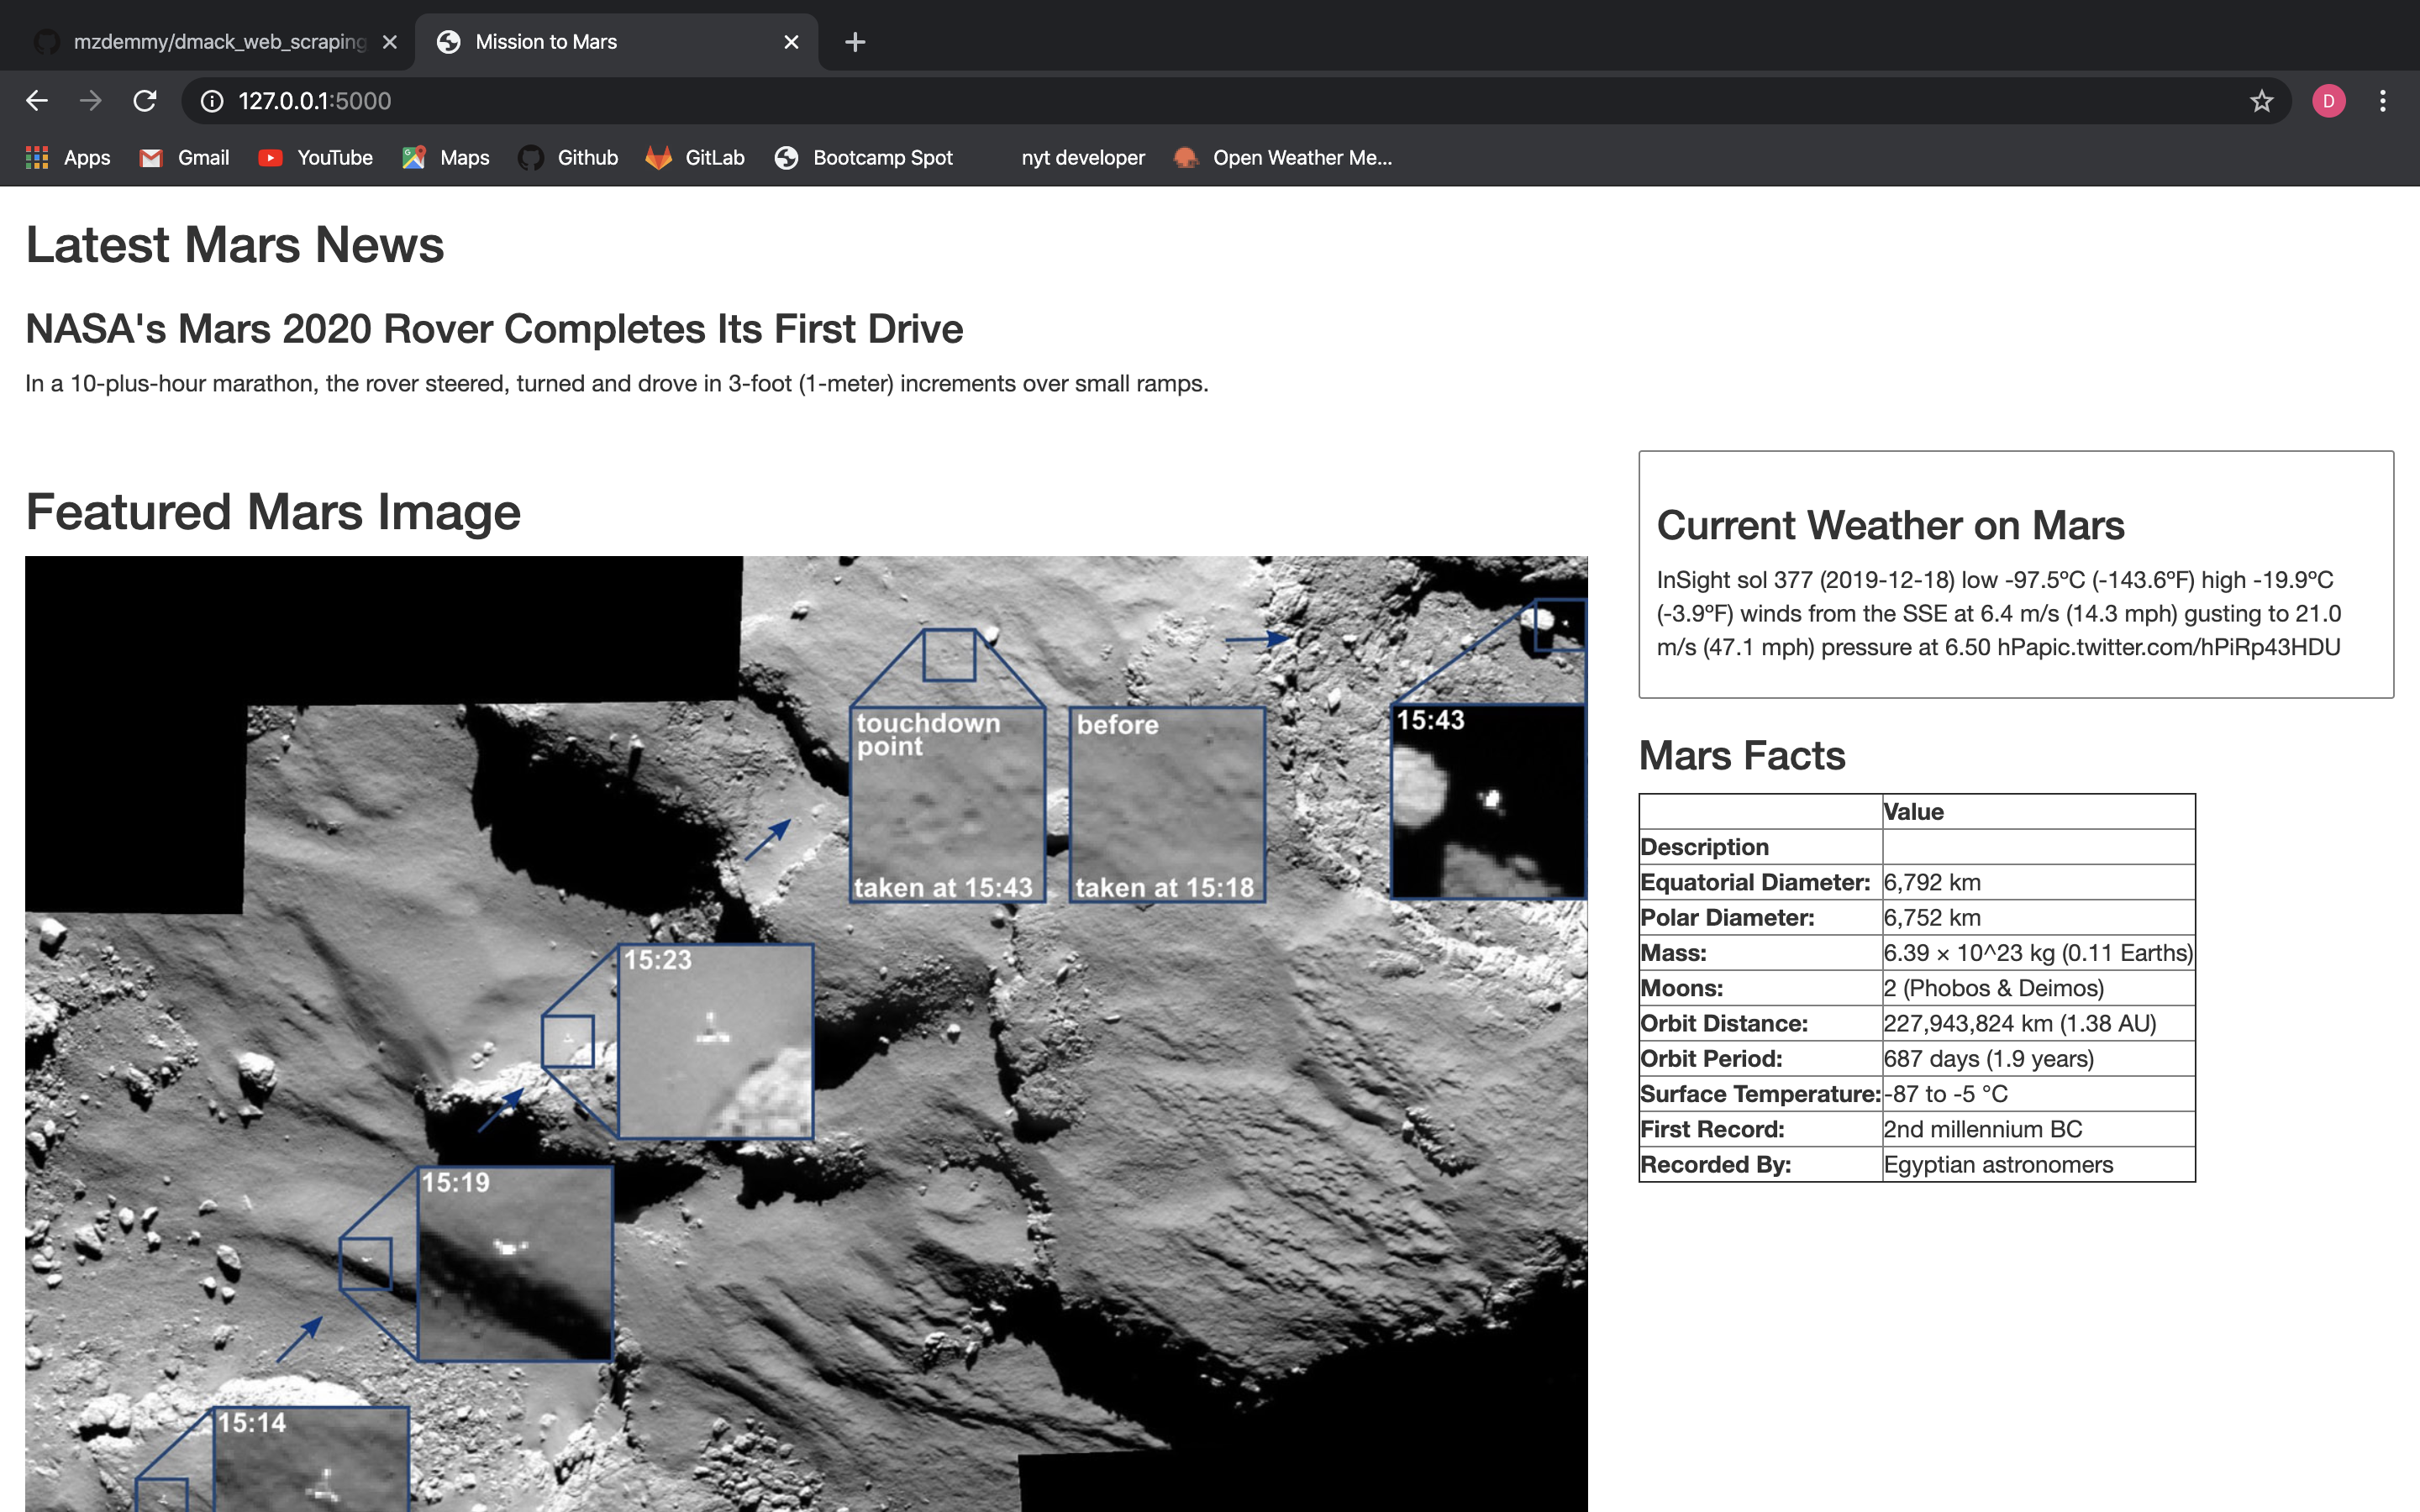 mzdemmy/dmack_web_scraping
Mission to Mars
127.0.0.1:5000
D
Apps
Gmail
YouTube
Maps
Github
GitLab
Bootcamp Spot
nyt developer
Open Weather Me...
Latest Mars News
NASA's Mars 2020 Rover Completes Its First Drive
In a 10-plus-hour marathon, the rover steered, turned and drove in 3-foot (1-meter) increments over small ramps.
Featured Mars Image
touchdown
point
taken at 15:43
before
taken at 15:18
15:43
15:23
15:19
15:14
Current Weather on Mars
InSight sol 377 (2019-12-18) low -97.5ºC (-143.6ºF) high -19.9ºC
(-3.9ºF) winds from the SSE at 6.4 m/s (14.3 mph) gusting to 21.0
m/s (47.1 mph) pressure at 6.50 hPapic.twitter.com/hPiRp43HDU
Mars Facts
Value
Description
Equatorial Diameter: 6,792 km
Polar Diameter: 6,752 km
Mass: 6.39 × 10^23 kg (0.11 Earths)
Moons: 2 (Phobos & Deimos)
Orbit Distance: 227,943,824 km (1.38 AU)
Orbit Period: 687 days (1.9 years)
Surface Temperature: -87 to -5 °C
First Record: 2nd millennium BC
Recorded By: Egyptian astronomers